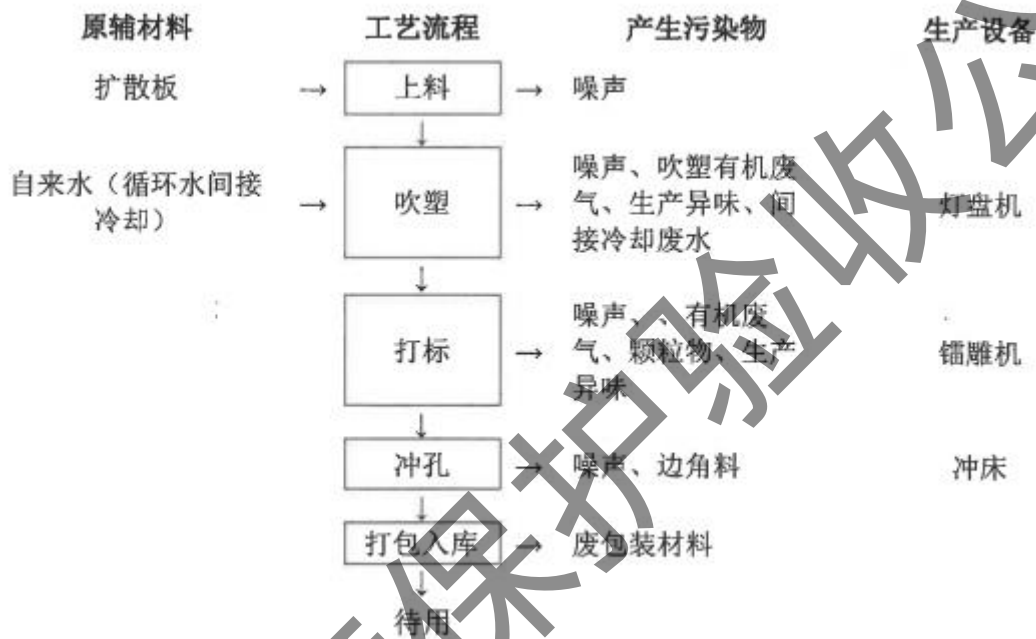 原辅材料 工艺流程 产生污染物 生产设备
扩散板 → 上料 → 噪声
↓
自来水（循环水间接
冷却） → 吹塑 → 噪声、吹塑有机废
气、生产异味、间
接冷却废水 灯盘机
↓
打标 → 噪声、、有机废
气、颗粒物、生产
异味 镭雕机
↓
冲孔 → 噪声、边角料 冲床
↓
打包入库 → 废包装材料
↓
待用
保护验收公